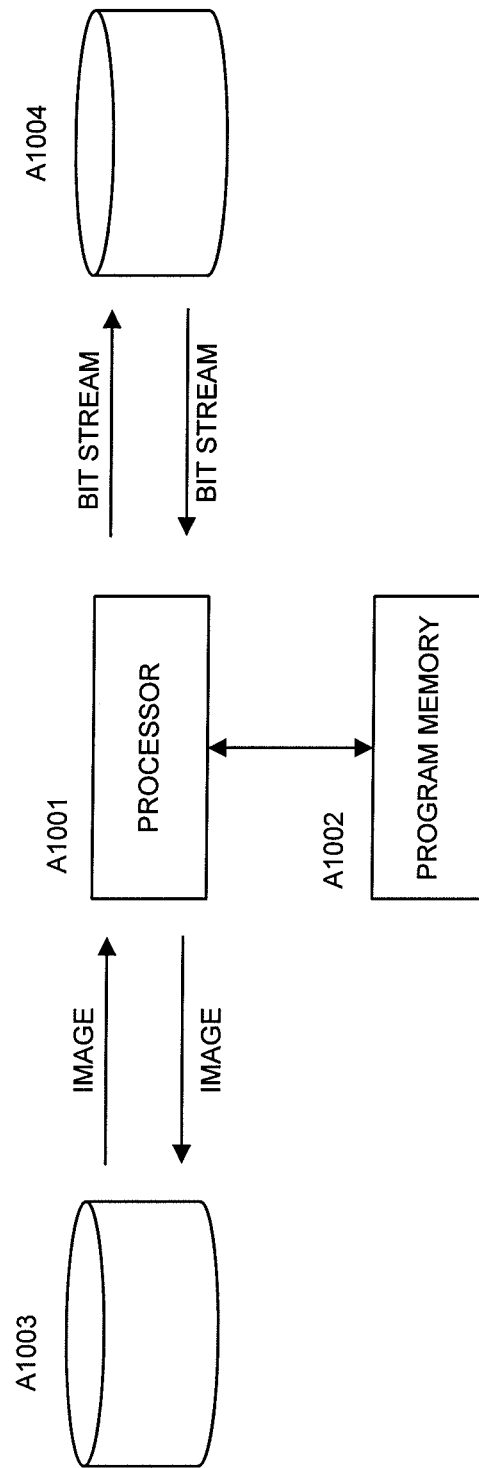 A1003
IMAGE
IMAGE
A1001
PROCESSOR
A1002
PROGRAM MEMORY
BIT STREAM
BIT STREAM
A1004